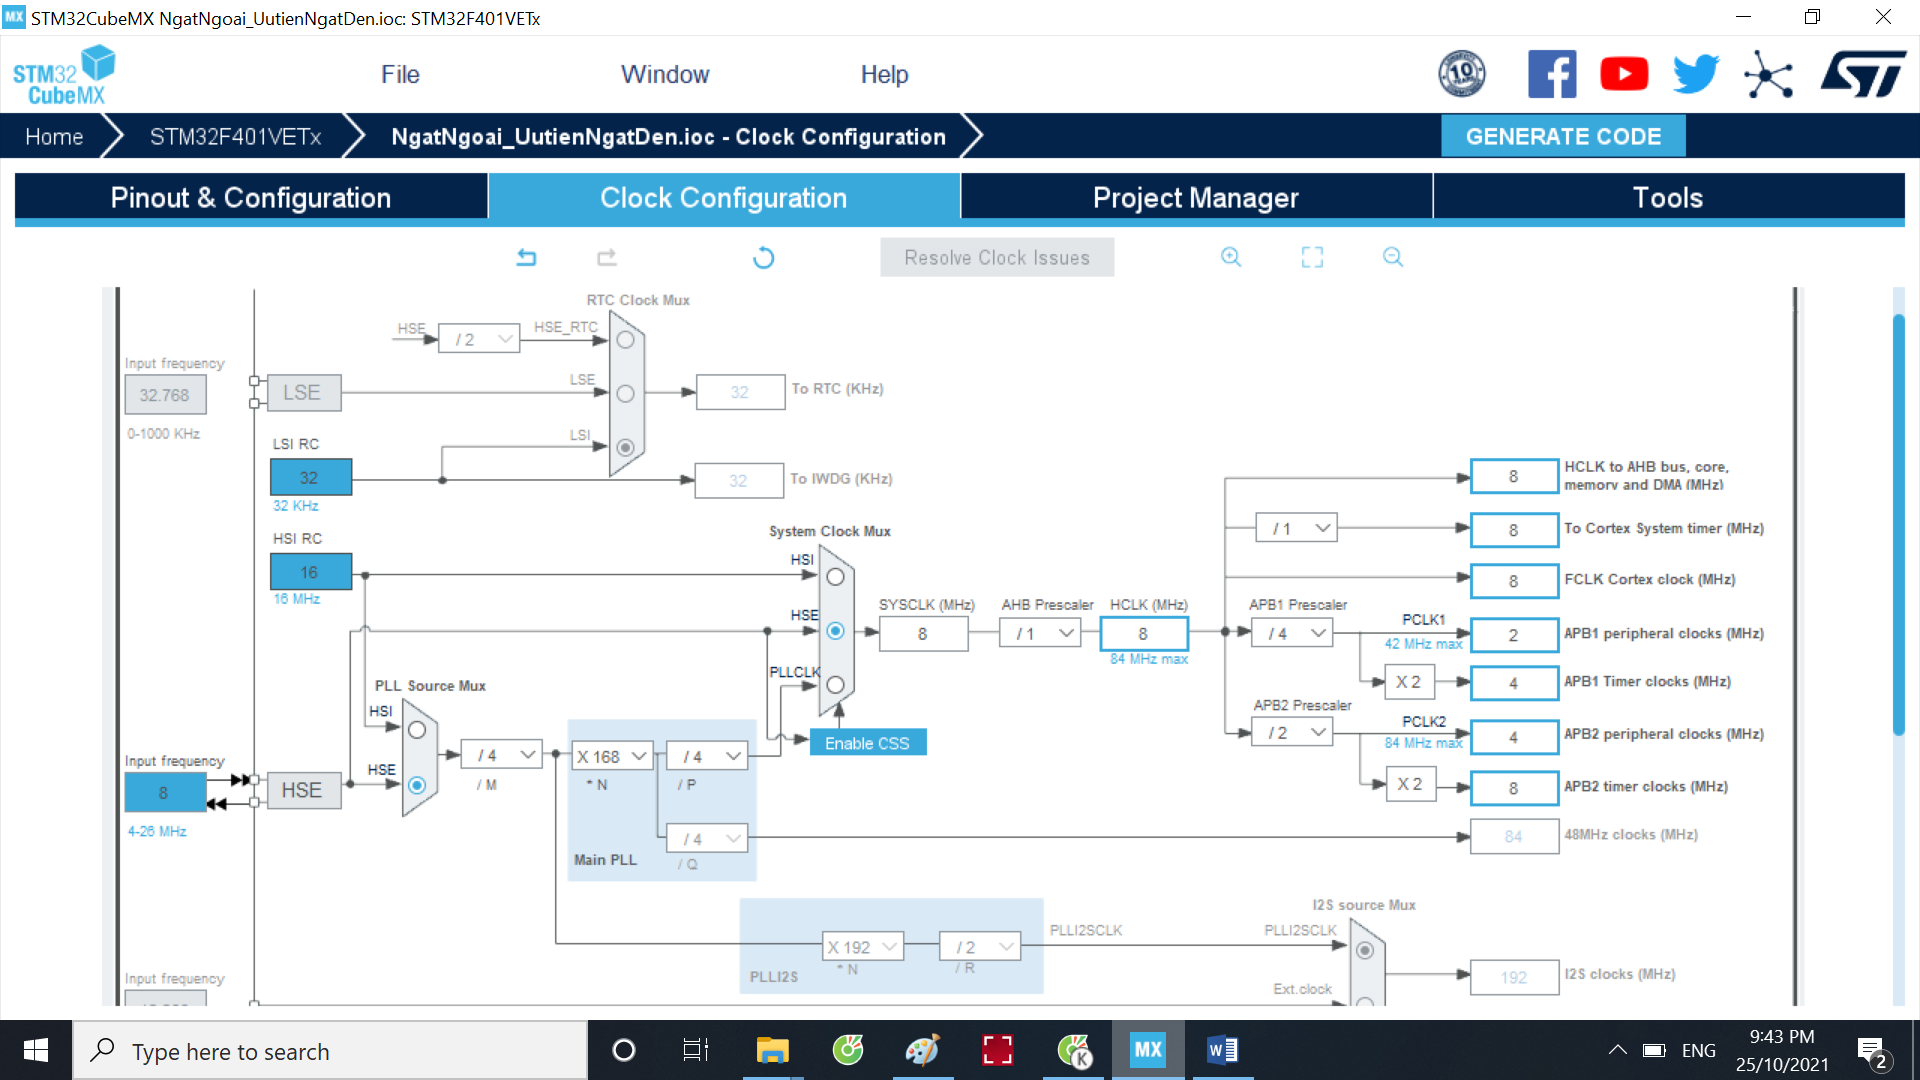 MX STM32CubeMX NgatNgoai_UutienNgatDen.ioc: STM32F401VETx
STM32
CubeMX
File
Window
Help
10 YEARS
ST
Home
STM32F401VETx
NgatNgoai_UutienNgatDen.ioc - Clock Configuration
GENERATE CODE
Pinout & Configuration
Clock Configuration
Project Manager
Tools
Resolve Clock Issues
RTC Clock Mux
HSE
/ 2
HSE_RTC
Input frequency
32.768
0-1000 KHz
LSE
LSE
32
To RTC (KHz)
LSI
LSI RC
32
32 KHz
32
To IWDG (KHz)
HSI RC
16
16 MHz
System Clock Mux
HSI
HSE
PLLCLK
SYSCLK (MHz)
8
AHB Prescaler
/ 1
HCLK (MHz)
8
84 MHz max
Enable CSS
8
HCLK to AHB bus, core,
memory and DMA (MHz)
/ 1
8
To Cortex System timer (MHz)
8
FCLK Cortex clock (MHz)
APB1 Prescaler
/ 4
PCLK1
42 MHz max
2
APB1 peripheral clocks (MHz)
X 2
4
APB1 Timer clocks (MHz)
APB2 Prescaler
/ 2
PCLK2
84 MHz max
4
APB2 peripheral clocks (MHz)
X 2
8
APB2 timer clocks (MHz)
84
48MHz clocks (MHz)
PLL Source Mux
HSI
HSE
Input frequency
8
4-26 MHz
HSE
/ 4
/ M
X 168
* N
/ 4
/ P
/ 4
/ Q
Main PLL
X 192
* N
/ 2
/ R
PLLI2S
PLLI2SCLK
I2S source Mux
PLLI2SCLK
Ext.clock
192
I2S clocks (MHz)
Input frequency
Type here to search
K
MX
W
ENG
9:43 PM
25/10/2021
2